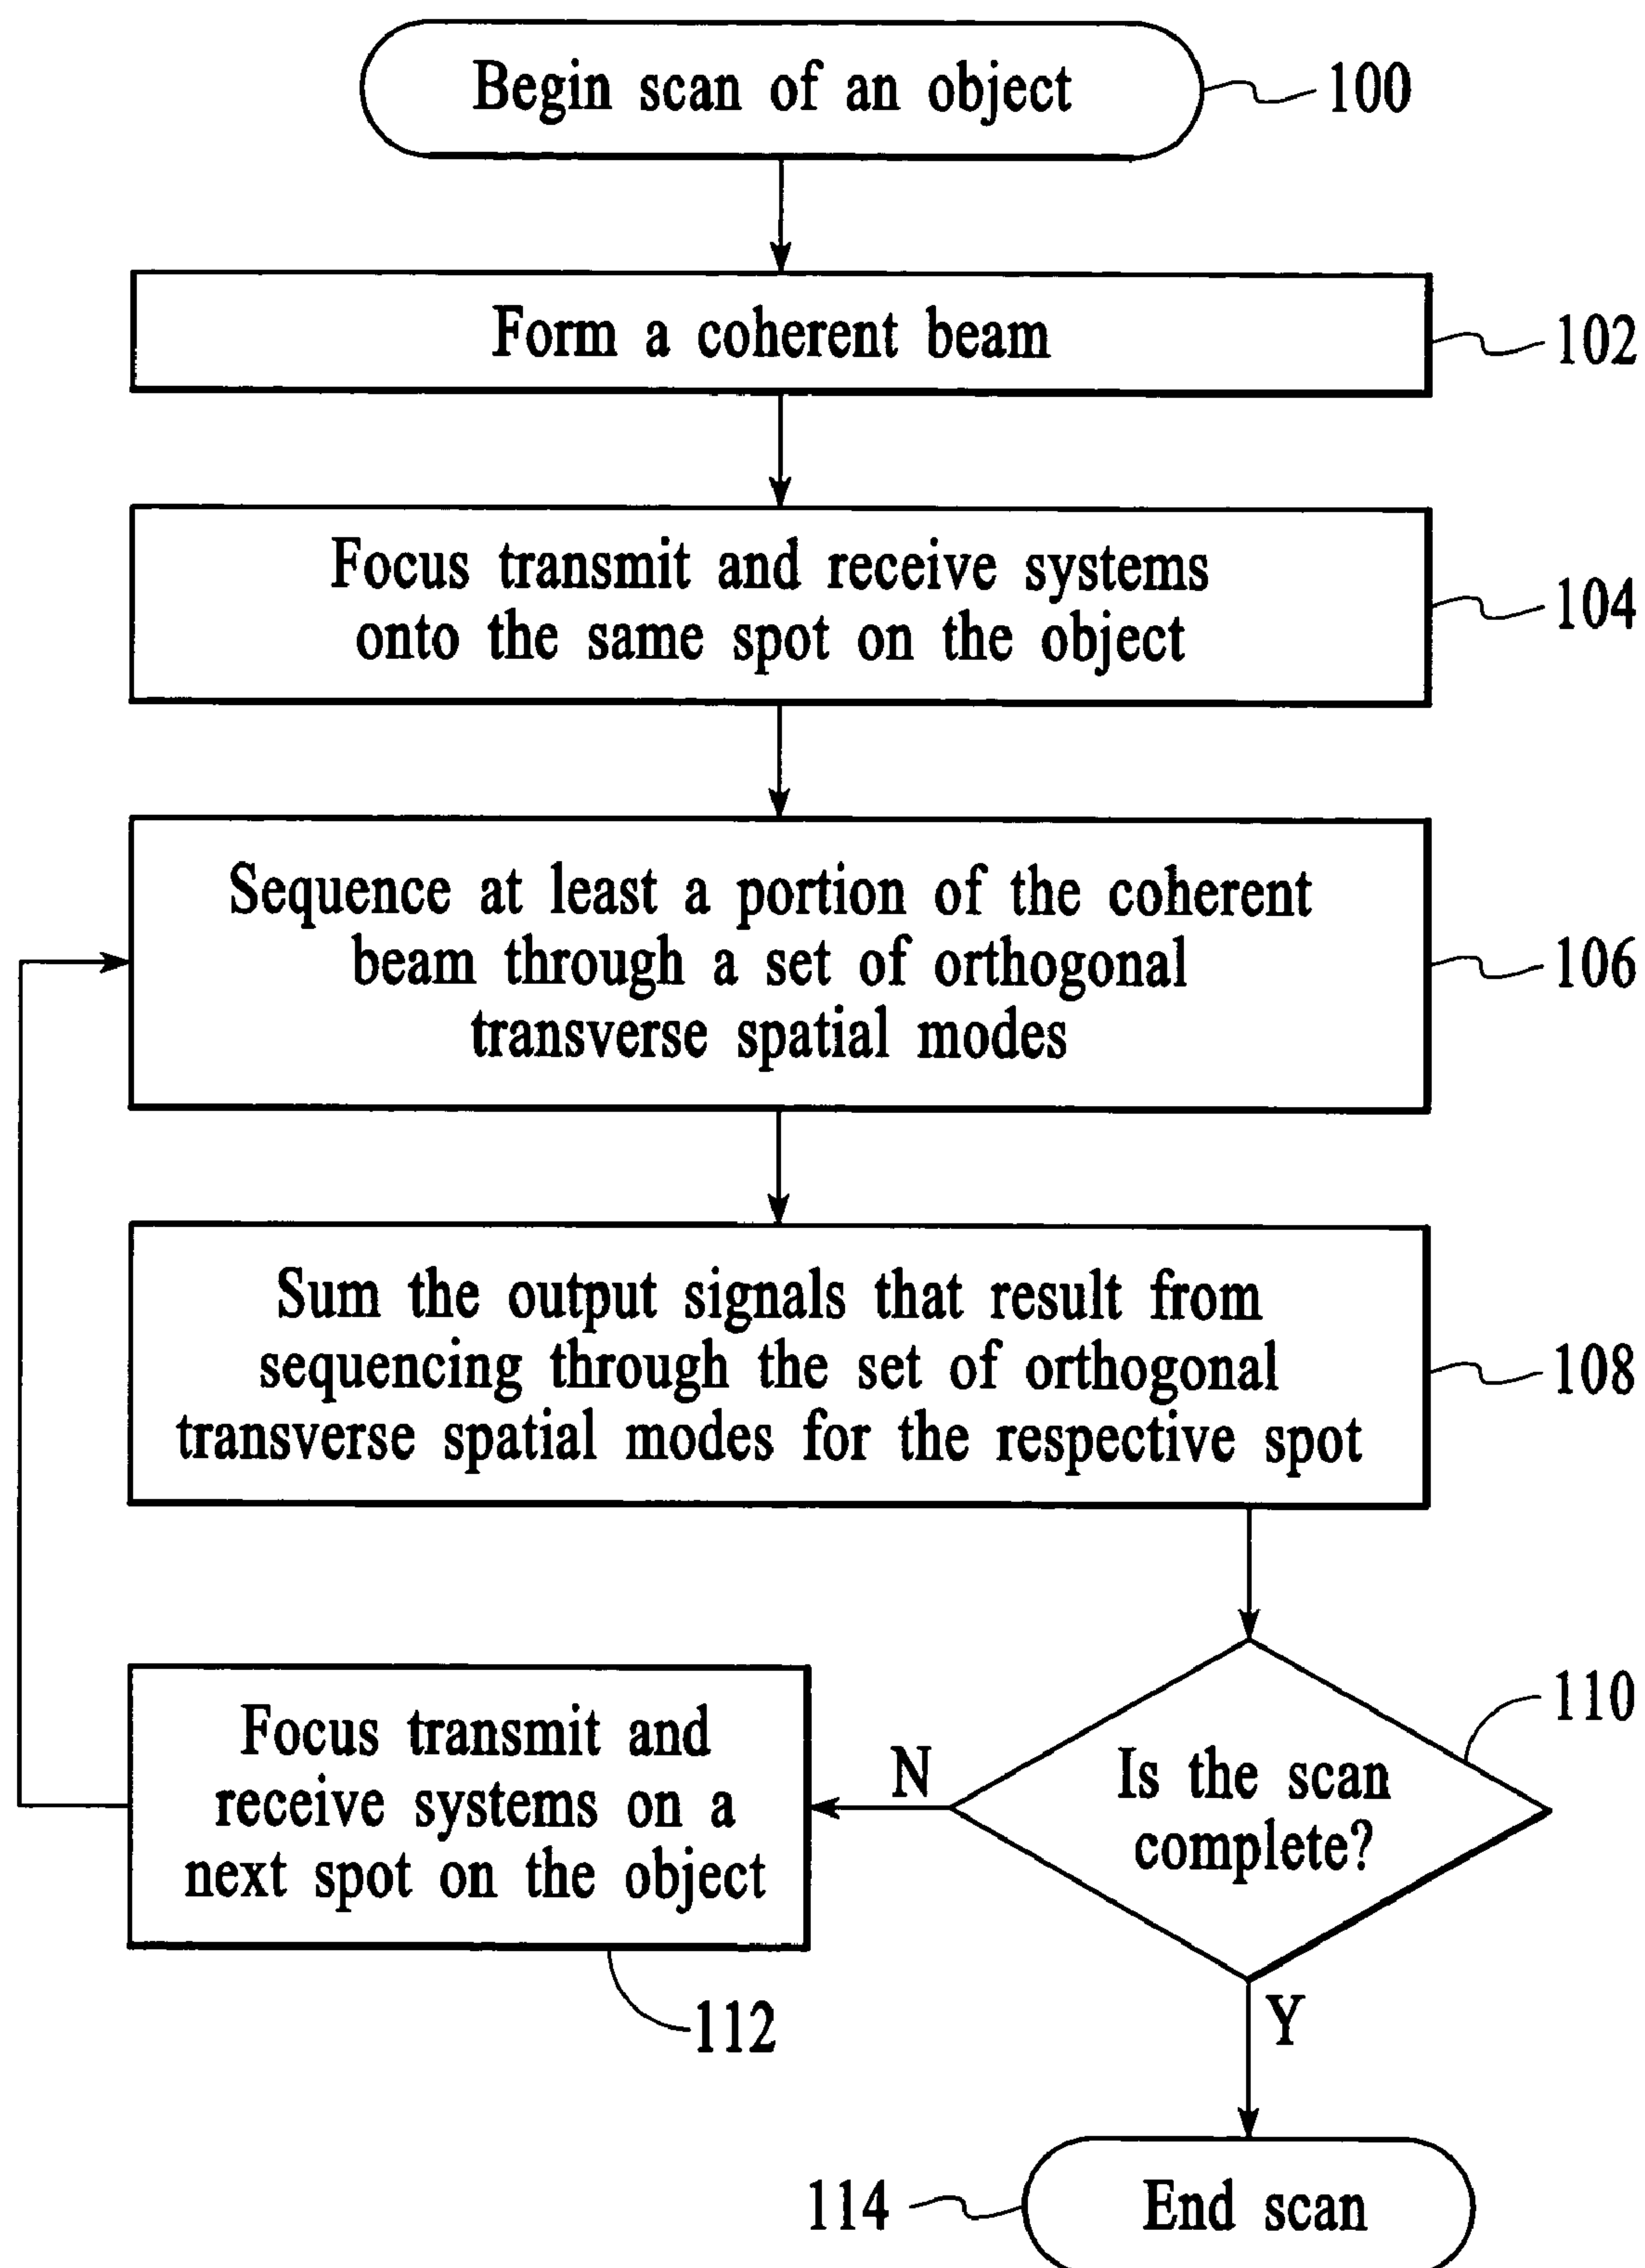 Begin scan of an object
100
Form a coherent beam
102
Focus transmit and receive systems
onto the same spot on the object
104
Sequence at least a portion of the coherent
beam through a set of orthogonal
transverse spatial modes
106
Sum the output signals that result from
sequencing through the set of orthogonal
transverse spatial modes for the respective spot
108
110
Is the scan
complete?
N
Focus transmit and
receive systems on a
next spot on the object
112
Y
114
End scan